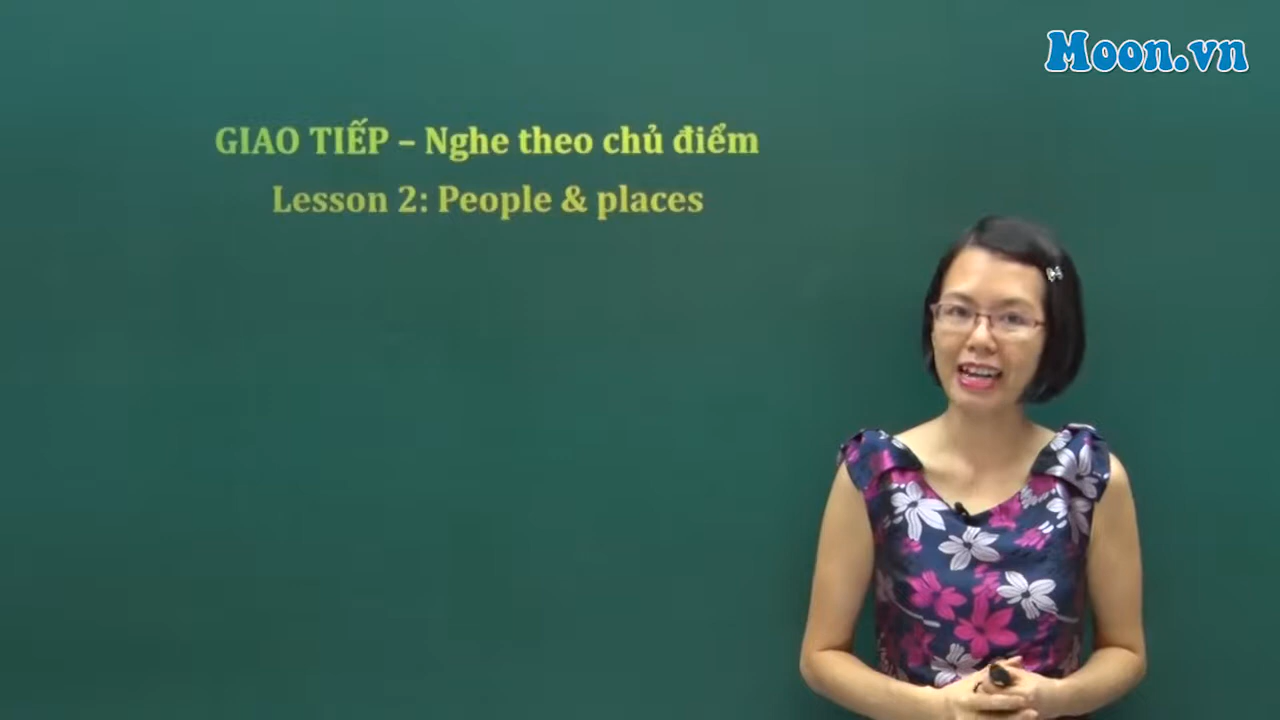 Moon.vn
GIAO TIẾP – Nghe theo chủ điểm
Lesson 2: People & places